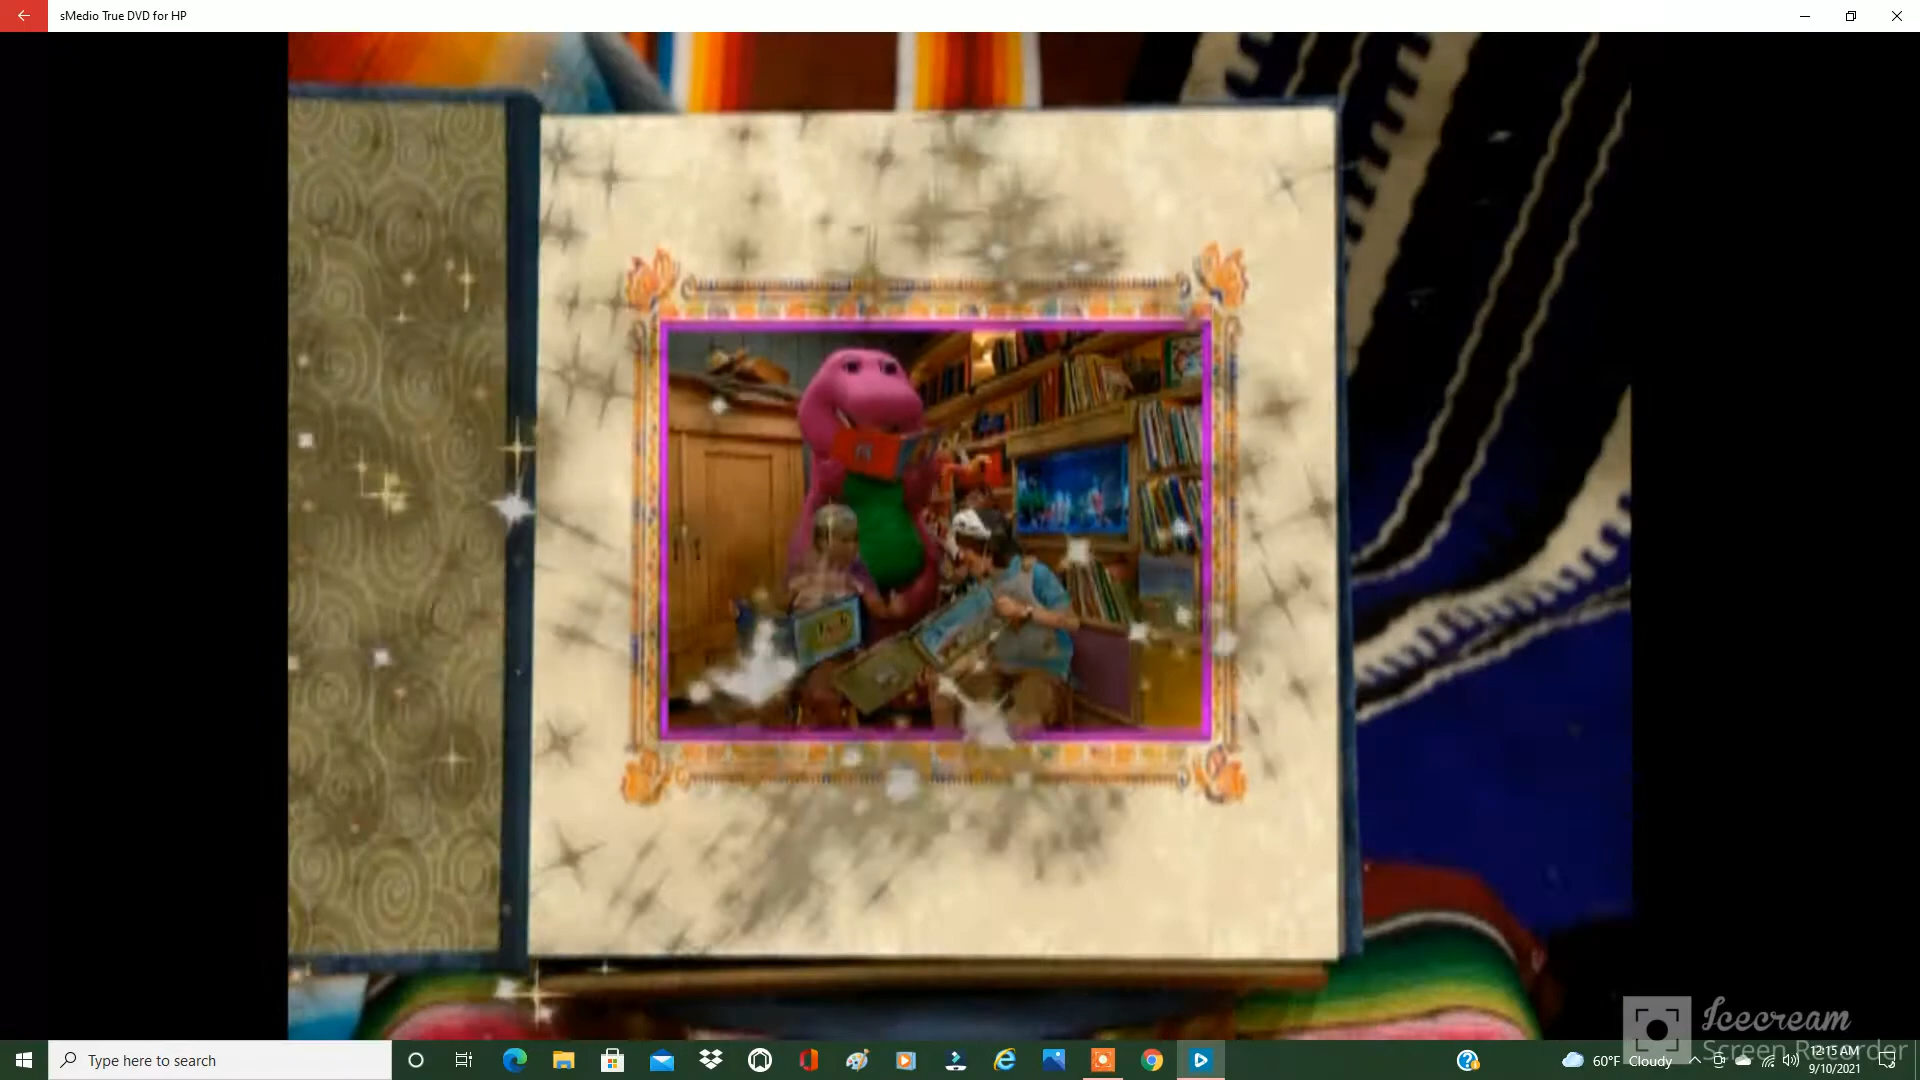 sMedio True DVD for HP
Icecream
Screen Recorder
Type here to search
60°F Cloudy
12:15 AM
9/10/2021